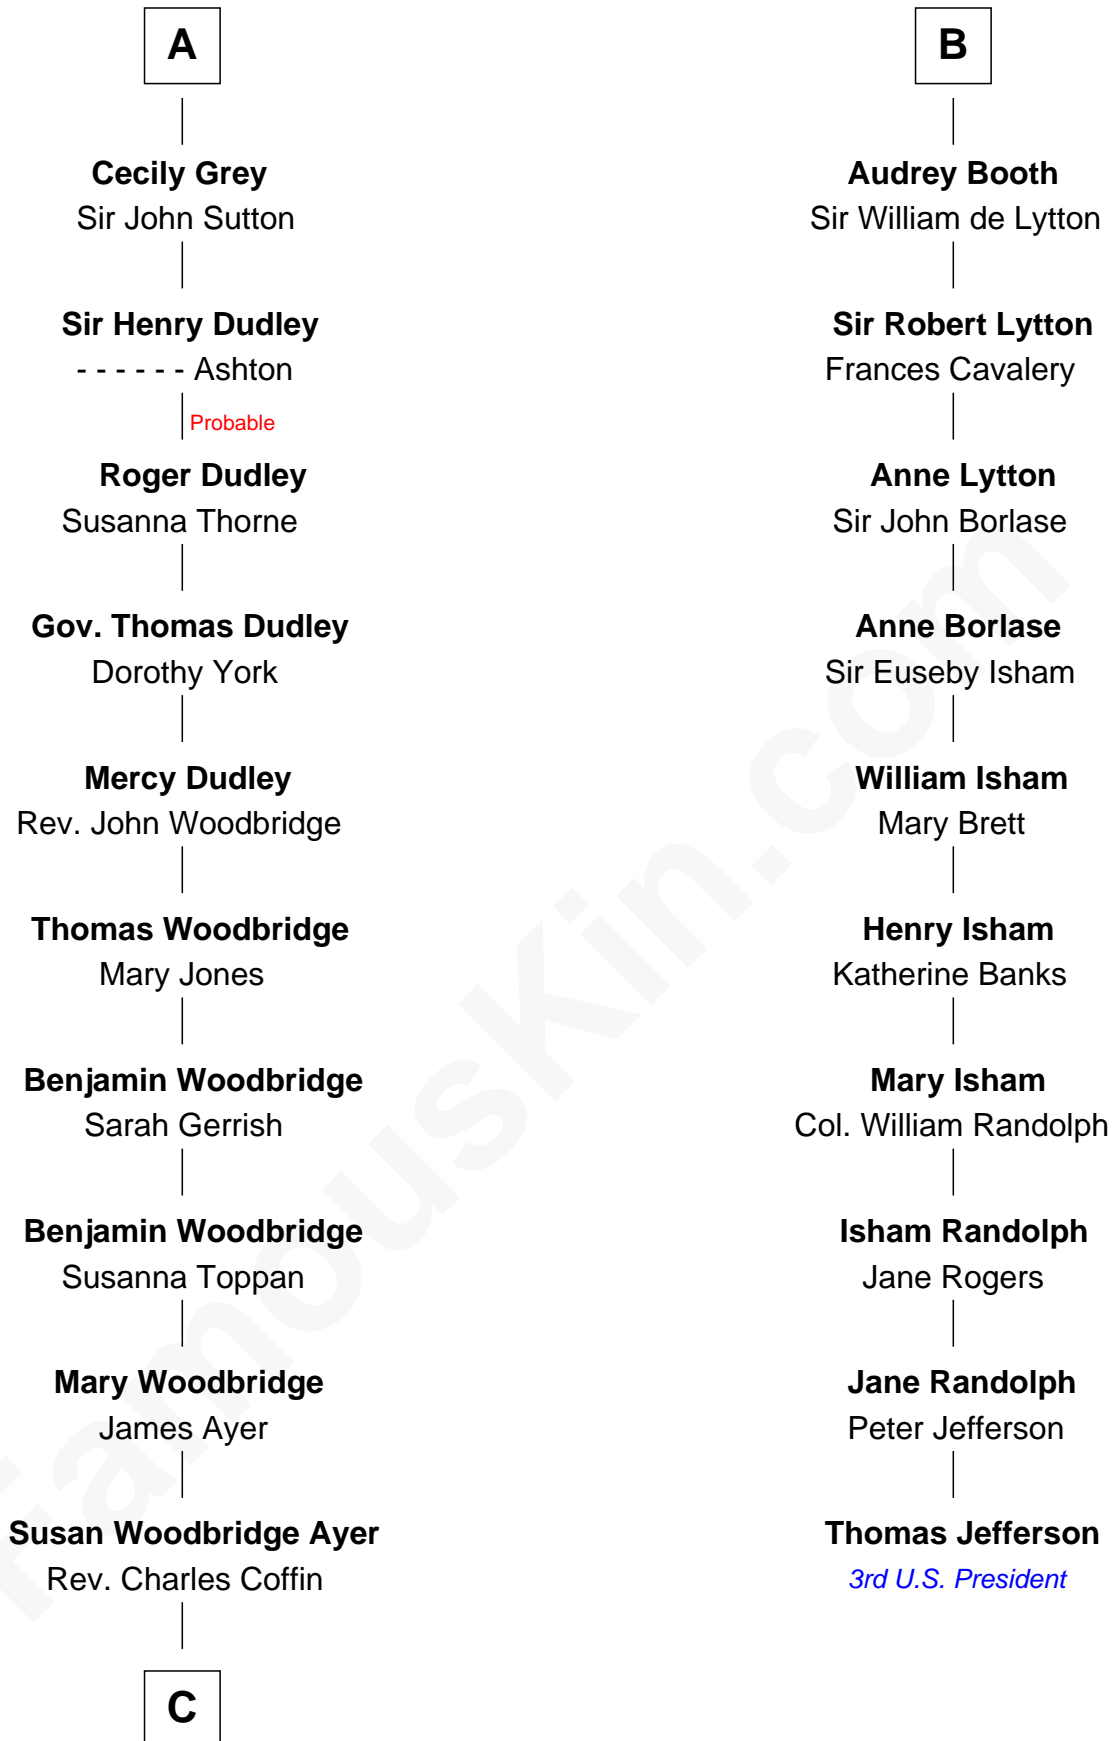 A
Cecily Grey
Sir John Sutton
Sir Henry Dudley
- - - - - - Ashton
Probable
Roger Dudley
Susanna Thorne
Gov. Thomas Dudley
Dorothy York
Mercy Dudley
Rev. John Woodbridge
Thomas Woodbridge
Mary Jones
Benjamin Woodbridge
Sarah Gerrish
Benjamin Woodbridge
Susanna Toppan
Mary Woodbridge
James Ayer
Susan Woodbridge Ayer
Rev. Charles Coffin
C
B
Audrey Booth
Sir William de Lytton
Sir Robert Lytton
Frances Cavalery
Anne Lytton
Sir John Borlase
Anne Borlase
Sir Euseby Isham
William Isham
Mary Brett
Henry Isham
Katherine Banks
Mary Isham
Col. William Randolph
Isham Randolph
Jane Rogers
Jane Randolph
Peter Jefferson
Thomas Jefferson
3rd U.S. President
FamousKin.com